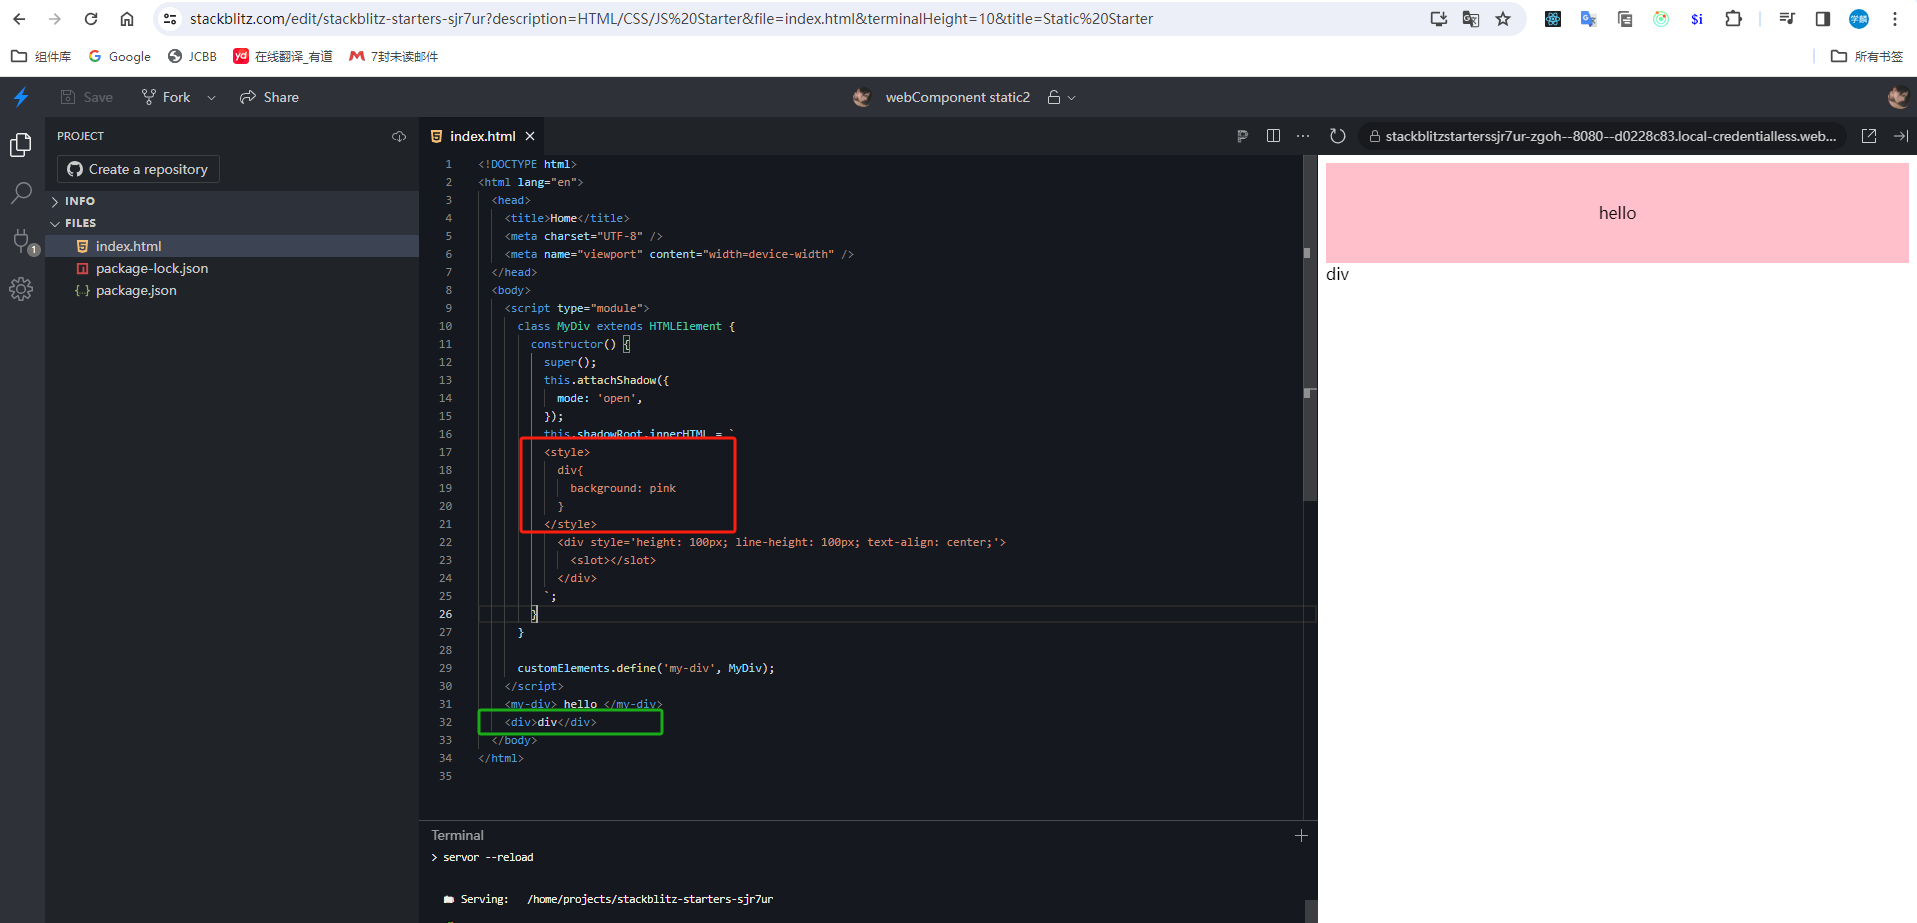 stackblitz.com/edit/stackblitz-starters-sjr7ur?description=HTML/CSS/JS%20Starter&file=index.html&terminalHeight=10&title=Static%20Starter
$i
学麟
组件库 Google JCBB yd 在线翻译_有道 7封未读邮件 所有书签
Save Fork Share webComponent static2
PROJECT
index.html
stackblitzstarterssjr7ur-zgoh--8080--d0228c83.local-credentialless.web...
Create a repository
INFO
FILES
index.html
package-lock.json
{..} package.json
1
1 <!DOCTYPE html>
2 <html lang="en">
3 <head>
4 <title>Home</title>
5 <meta charset="UTF-8" />
6 <meta name="viewport" content="width=device-width" />
7 </head>
8 <body>
9 <script type="module">
10 class MyDiv extends HTMLElement {
11 constructor() {
12 super();
13 this.attachShadow({
14 mode: 'open',
15 });
16 this.shadowRoot.innerHTML = `
17 <style>
18 div{
19 background: pink
20 }
21 </style>
22 <div style='height: 100px; line-height: 100px; text-align: center;'>
23 <slot></slot>
24 </div>
25 `;
26 }
27 }
28
29 customElements.define('my-div', MyDiv);
30 </script>
31 <my-div> hello </my-div>
32 <div>div</div>
33 </body>
34 </html>
35
hello
div
Terminal
> servor --reload
Serving: /home/projects/stackblitz-starters-sjr7ur